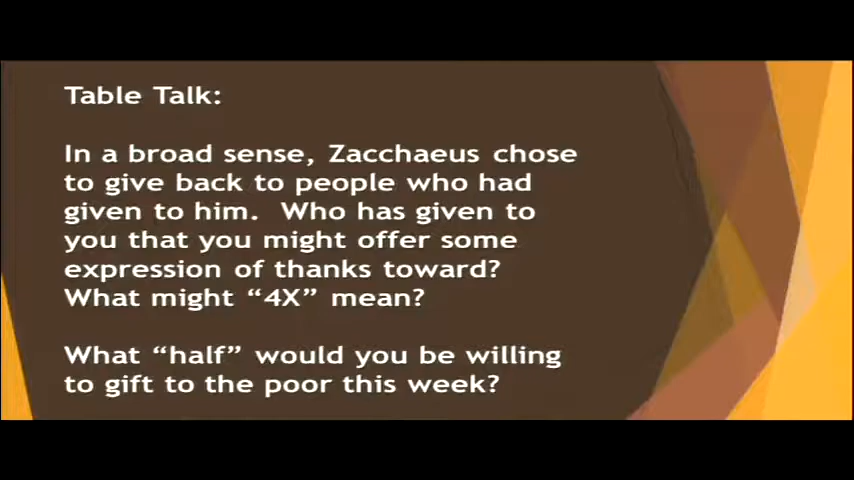 Table Talk:
In a broad sense, Zacchaeus chose
to give back to people who had
given to him.  Who has given to
you that you might offer some
expression of thanks toward?
What might “4X” mean?
What “half” would you be willing
to gift to the poor this week?